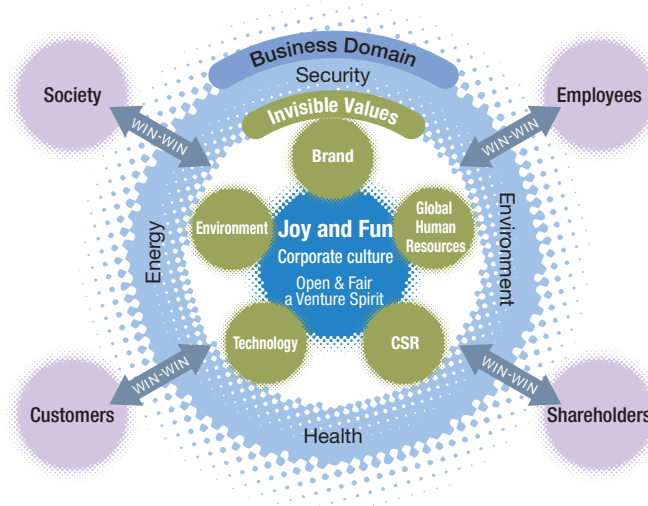 Business Domain
Security
Society
Employees
WIN-WIN
WIN-WIN
Invisible Values
Brand
Environment
Joy and Fun
Corporate culture
Open & Fair
a Venture Spirit
Global
Human
Resources
Energy
Environment
Technology
CSR
WIN-WIN
WIN-WIN
Customers
Shareholders
Health